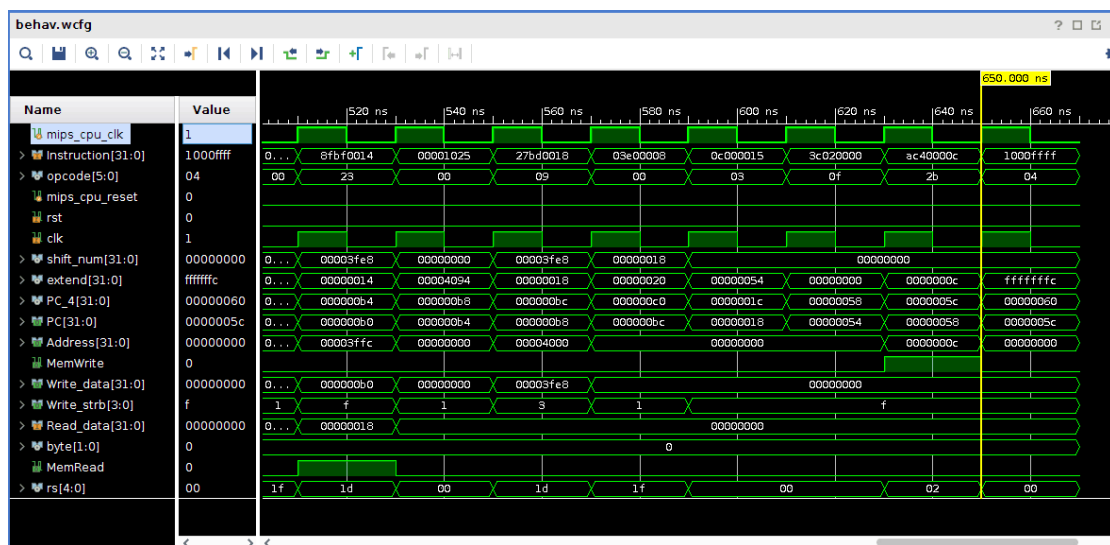 behav.wcfg
650.000 ns
Name Value 520 ns 540 ns 560 ns 580 ns 600 ns 620 ns 640 ns 660 ns
mips_cpu_clk 1
Instruction[31:0] 1000ffff 0... 8fbf0014 00001025 27bd0018 03e00008 0c000015 3c020000 ac40000c 1000ffff
opcode[5:0] 04 00 23 00 09 00 03 0f 2b 04
mips_cpu_reset 0
rst 0
clk 1
shift_num[31:0] 00000000 0... 00003fe8 00000000 00003fe8 00000018 00000000
extend[31:0] fffffffc 0... 00000014 00004094 00000018 00000020 00000054 00000000 0000000c fffffffc
PC_4[31:0] 00000060 0... 000000b4 000000b8 000000bc 000000c0 0000001c 00000058 0000005c 00000060
PC[31:0] 0000005c 0... 000000b0 000000b4 000000b8 000000bc 00000018 00000054 00000058 0000005c
Address[31:0] 00000000 0... 00003ffc 00000000 00004000 00000000 0000000c 00000000
MemWrite 0
Write_data[31:0] 00000000 0... 000000b0 00000000 00003fe8 00000000
Write_strb[3:0] f 1 f 1 3 1 f
Read_data[31:0] 00000000 0... 00000018 00000000
byte[1:0] 0 0
MemRead 0
rs[4:0] 00 1f 1d 00 1d 1f 00 02 00